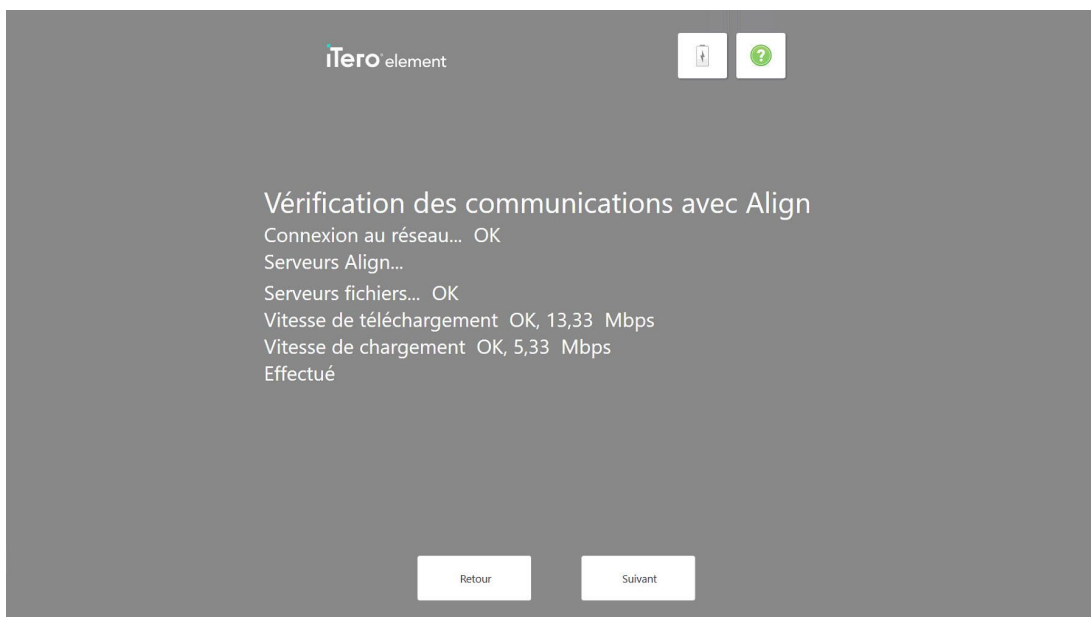 iTero element
?
Vérification des communications avec Align
Connexion au réseau... OK
Serveurs Align...
Serveurs fichiers... OK
Vitesse de téléchargement OK, 13,33 Mbps
Vitesse de chargement OK, 5,33 Mbps
Effectué
Retour
Suivant